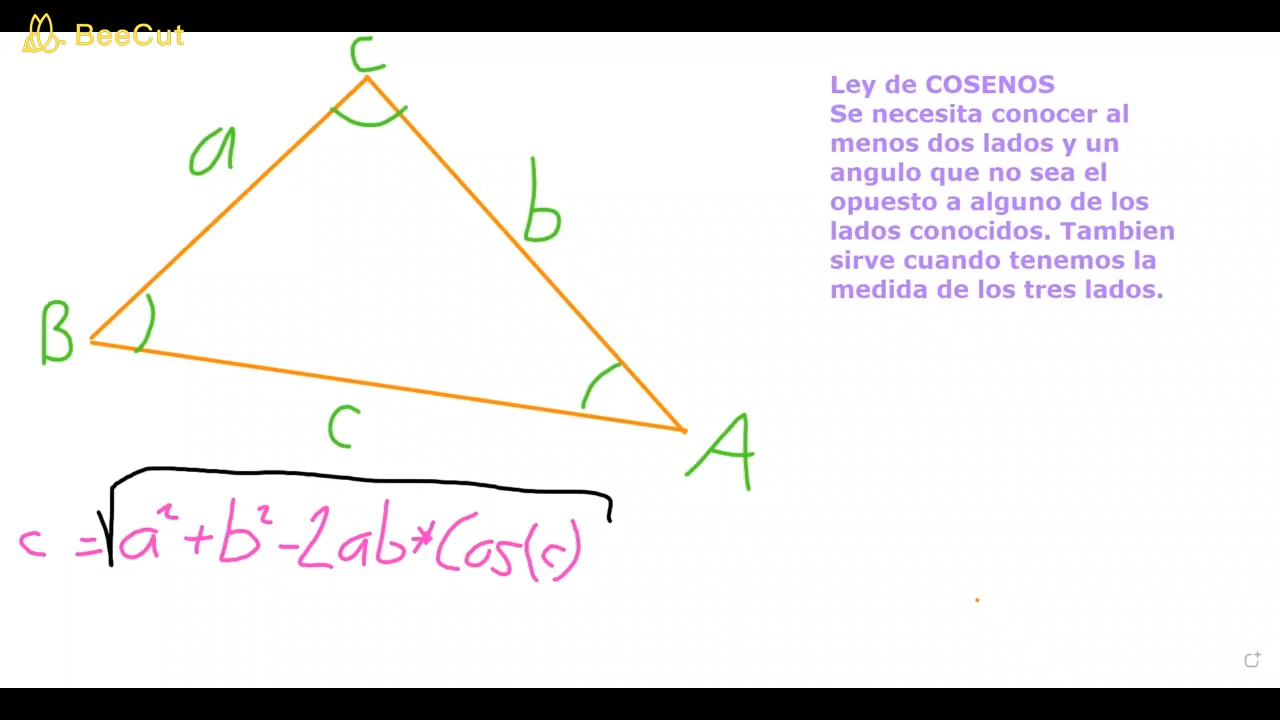 BeeCut
C
a
b
B
c
A
c = √a²+b²-2ab*Cos(c)
Ley de COSENOS
Se necesita conocer al
menos dos lados y un
angulo que no sea el
opuesto a alguno de los
lados conocidos. Tambien
sirve cuando tenemos la
medida de los tres lados.